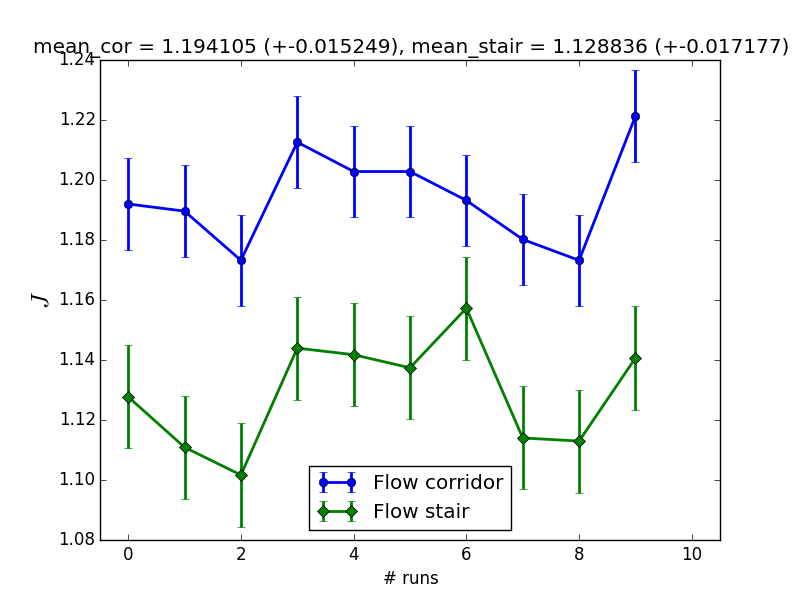 mean_cor = 1.194105 (+-0.015249), mean_stair = 1.128836 (+-0.017177)
1.24
1.22
1.20
1.18
1.16
1.14
1.12
1.10
1.08
J
Flow corridor
Flow stair
0 2 4 6 8 10
# runs